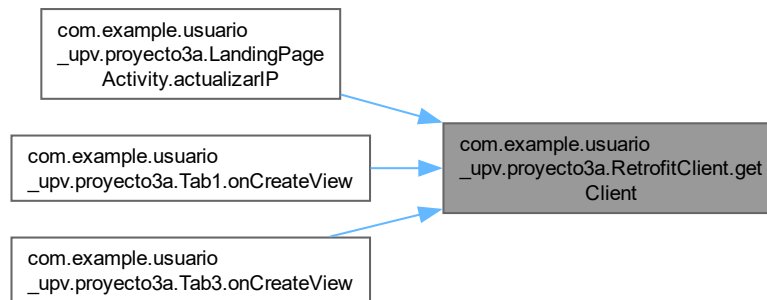 com.example.usuario
_upv.proyecto3a.LandingPage
Activity.actualizarIP
com.example.usuario
_upv.proyecto3a.RetrofitClient.get
Client
com.example.usuario
_upv.proyecto3a.Tab1.onCreateView
com.example.usuario
_upv.proyecto3a.Tab3.onCreateView